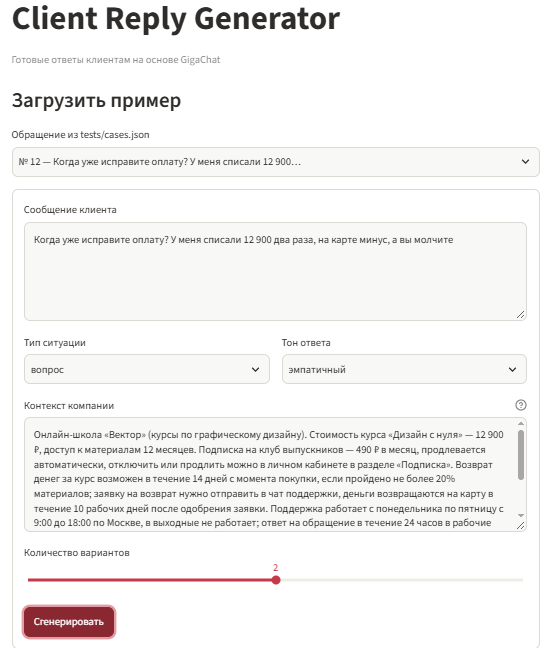 Client Reply Generator
Готовые ответы клиентам на основе GigaChat
Загрузить пример
Обращение из tests/cases.json
№ 12 — Когда уже исправите оплату? У меня списали 12 900…
Сообщение клиента
Когда уже исправите оплату? У меня списали 12 900 два раза, на карте минус, а вы молчите
Тип ситуации
Тон ответа
вопрос
эмпатичный
Контекст компании
Онлайн-школа «Вектор» (курсы по графическому дизайну). Стоимость курса «Дизайн с нуля» — 12 900
₽, доступ к материалам 12 месяцев. Подписка на клуб выпускников — 490 ₽ в месяц, продлевается
автоматически, отключить или продлить можно в личном кабинете в разделе «Подписка». Возврат
денег за курс возможен в течение 14 дней с момента покупки, если пройдено не более 20%
материалов; заявку на возврат нужно отправить в чат поддержки, деньги возвращаются на карту в
течение 10 рабочих дней после одобрения заявки. Поддержка работает с понедельника по пятницу с
9:00 до 18:00 по Москве, в выходные не работает; ответ на обращение в течение 24 часов в рабочие
Количество вариантов
2
Сгенерировать